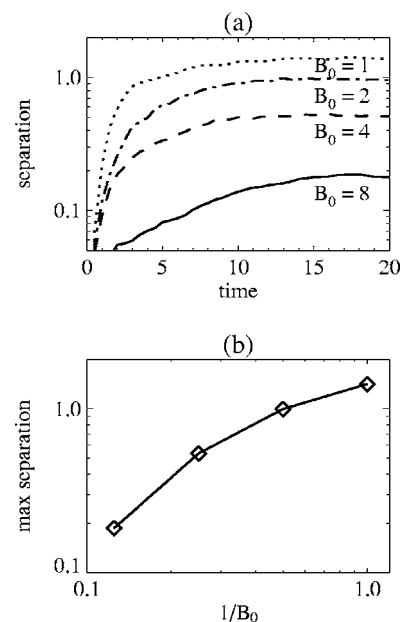 (a)
separation
1.0
0.1
B₀ = 1
B₀ = 2
B₀ = 4
B₀ = 8
0 5 10 15 20
time
(b)
max separation
1.0
0.1
0.1 1.0
1/B₀